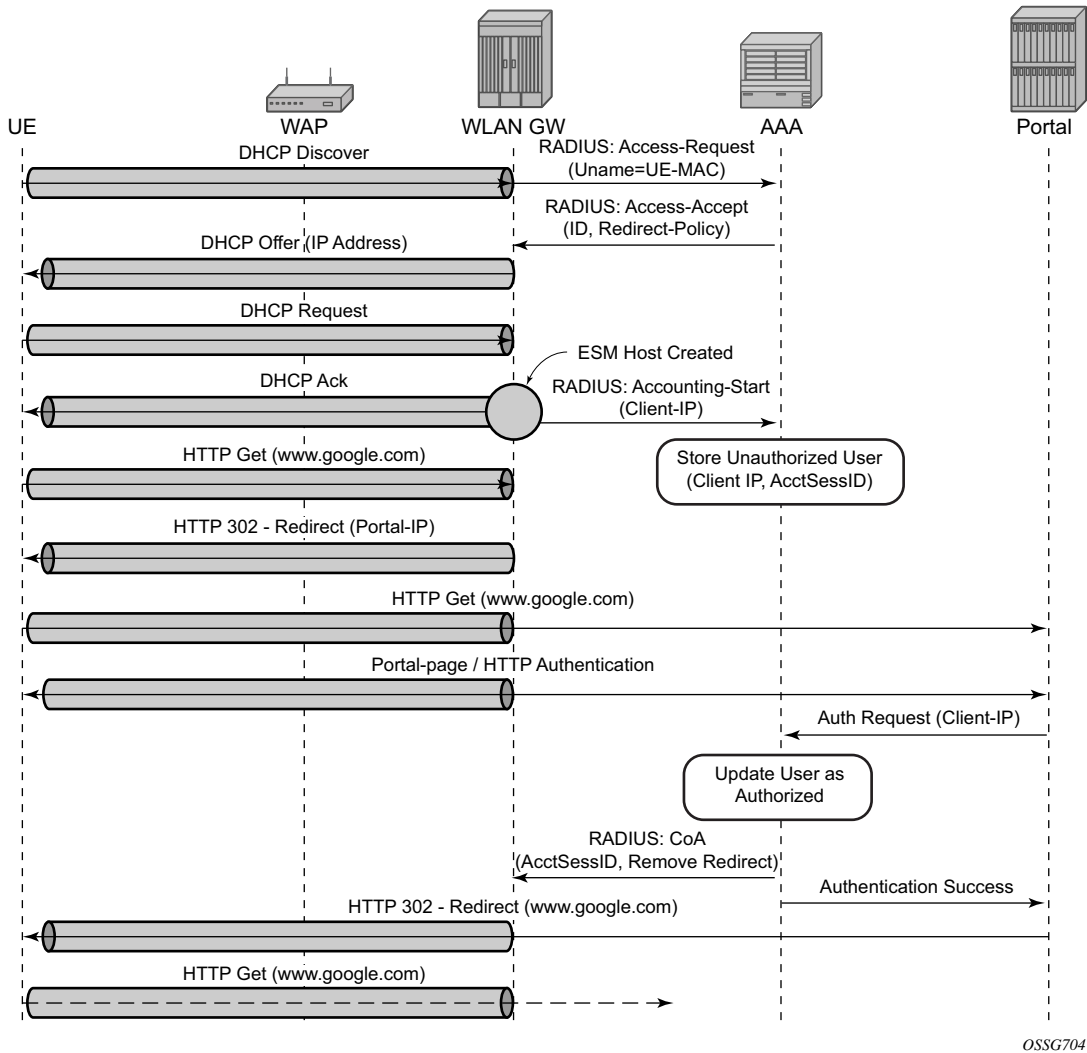 UE
WAP
WLAN GW
AAA
Portal
DHCP Discover
RADIUS: Access-Request
(Uname=UE-MAC)
RADIUS: Access-Accept
(ID, Redirect-Policy)
DHCP Offer (IP Address)
DHCP Request
ESM Host Created
DHCP Ack
RADIUS: Accounting-Start
(Client-IP)
HTTP Get (www.google.com)
Store Unauthorized User
(Client IP, AcctSessID)
HTTP 302 - Redirect (Portal-IP)
HTTP Get (www.google.com)
Portal-page / HTTP Authentication
Auth Request (Client-IP)
Update User as
Authorized
RADIUS: CoA
(AcctSessID, Remove Redirect)
Authentication Success
HTTP 302 - Redirect (www.google.com)
HTTP Get (www.google.com)
OSSG704